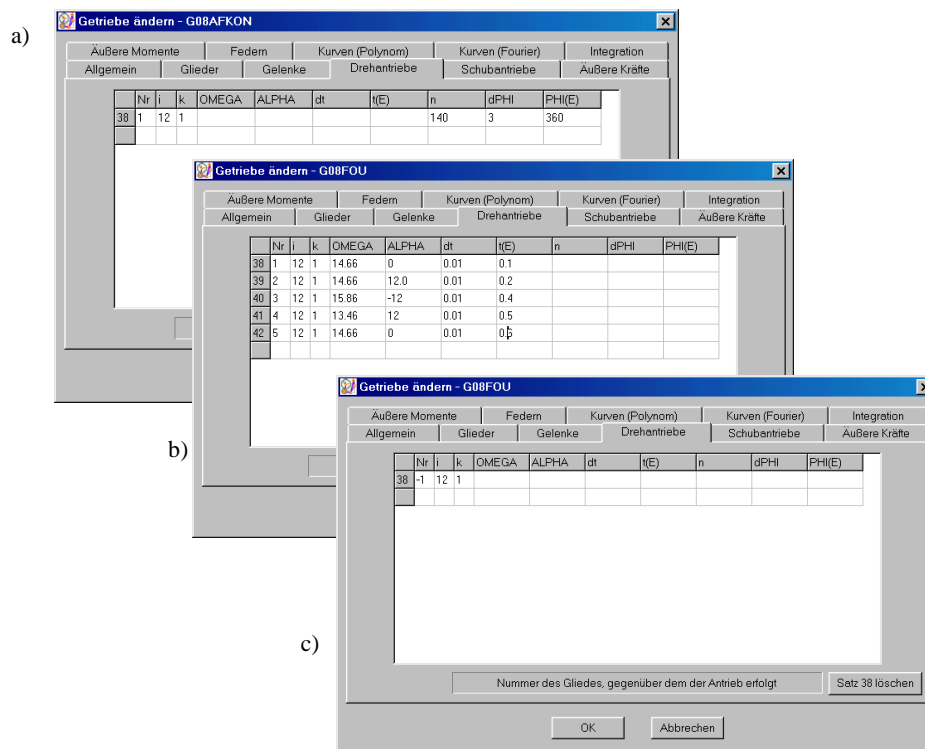 a)
Getriebe ändern - G08AFKON
Äußere Momente Federn Kurven (Polynom) Kurven (Fourier) Integration
Allgemein Glieder Gelenke Drehantriebe Schubantriebe Äußere Kräfte
Nr i k OMEGA ALPHA dt t(E) n dPHI PHI(E)
38 1 12 1 140 3 360
b)
Getriebe ändern - G08FOU
Äußere Momente Federn Kurven (Polynom) Kurven (Fourier) Integration
Allgemein Glieder Gelenke Drehantriebe Schubantriebe Äußere Kräfte
Nr i k OMEGA ALPHA dt t(E) n dPHI PHI(E)
38 1 12 1 14.66 0 0.01 0.1
39 2 12 1 14.66 12.0 0.01 0.2
40 3 12 1 15.86 -12 0.01 0.4
41 4 12 1 13.46 12 0.01 0.5
42 5 12 1 14.66 0 0.01
c)
Getriebe ändern - G08FOU
Äußere Momente Federn Kurven (Polynom) Kurven (Fourier) Integration
Allgemein Glieder Gelenke Drehantriebe Schubantriebe Äußere Kräfte
Nr i k OMEGA ALPHA dt t(E) n dPHI PHI(E)
38 -1 12 1
Nummer des Gliedes, gegenüber dem der Antrieb erfolgt Satz 38 löschen
OK Abbrechen